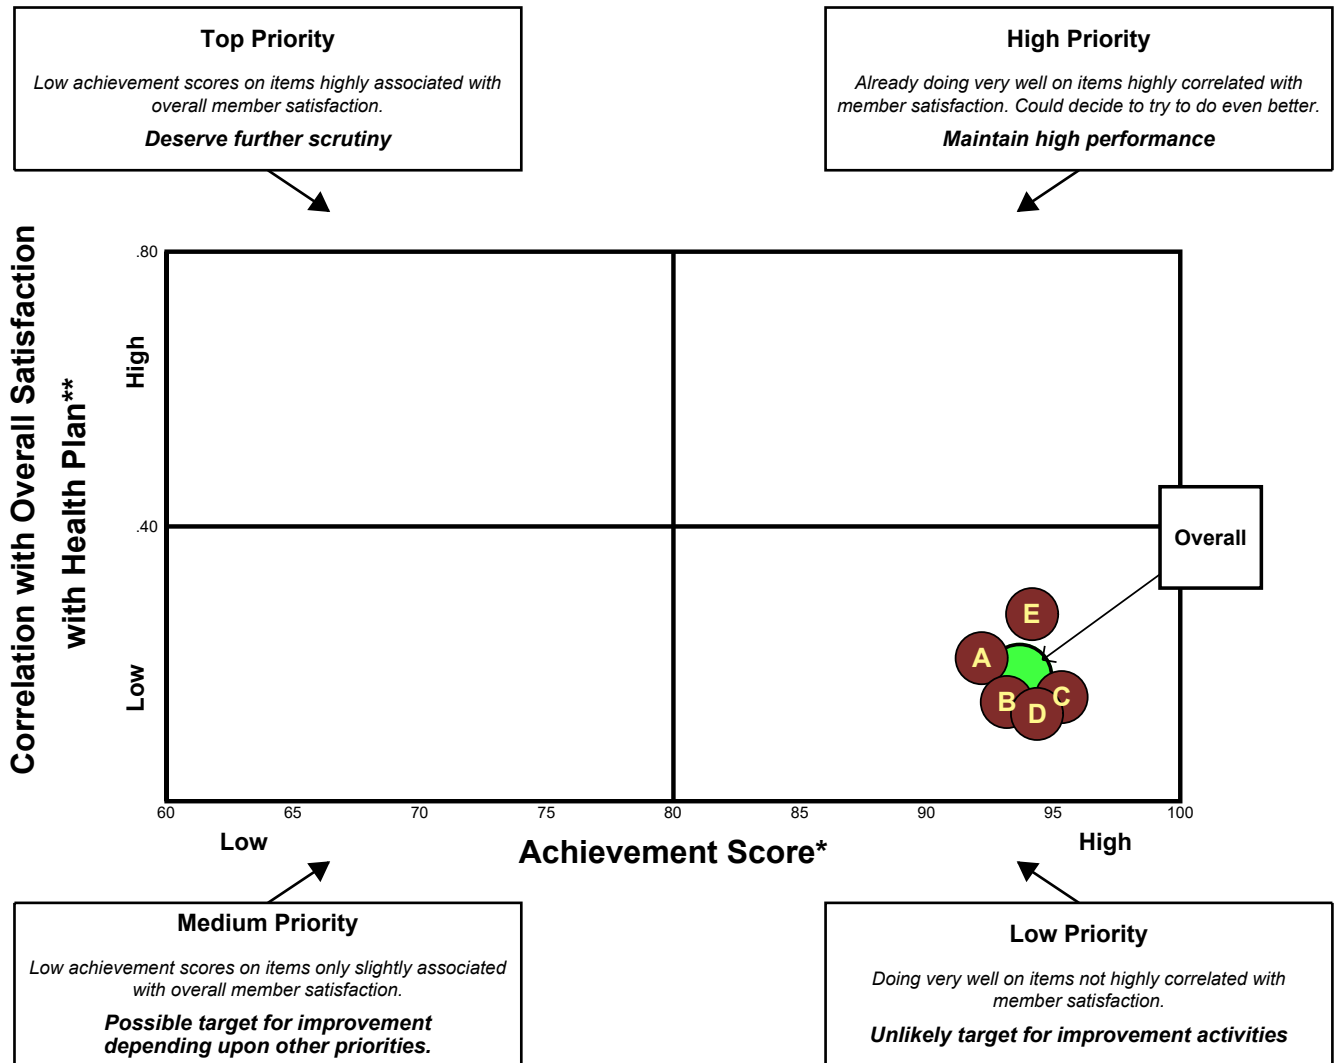 Top Priority
Low achievement scores on items highly associated with
overall member satisfaction.
Deserve further scrutiny
High Priority
Already doing very well on items highly correlated with
member satisfaction. Could decide to try to do even better.
Maintain high performance
Correlation with Overall Satisfaction
with Health Plan**
.80
High
.40
Low
Overall
E
A
B
C
D
60
65
70
75
80
85
90
95
100
Low
Achievement Score*
High
Medium Priority
Low achievement scores on items only slightly associated
with overall member satisfaction.
Possible target for improvement
depending upon other priorities.
Low Priority
Doing very well on items not highly correlated with
member satisfaction.
Unlikely target for improvement activities